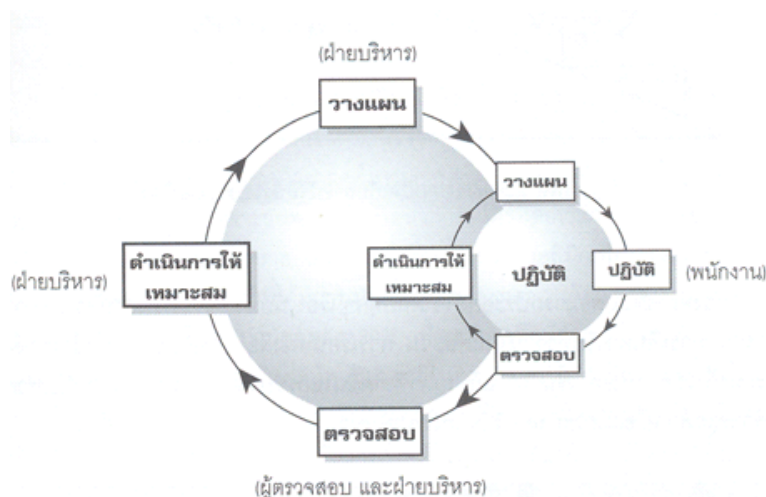 (ฝ่ายบริหาร)
วางแผน
วางแผน
(ฝ่ายบริหาร)
ดำเนินการให้
เหมาะสม
ดำเนินการให้
เหมาะสม
ปฏิบัติ
ปฏิบัติ
(พนักงาน)
ตรวจสอบ
ตรวจสอบ
(ผู้ตรวจสอบ และฝ่ายบริหาร)